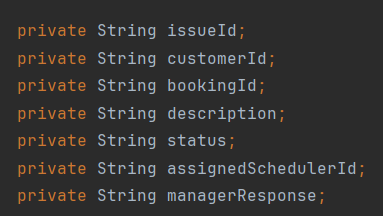 private String issueId;
private String customerId;
private String bookingId;
private String description;
private String status;
private String assignedSchedulerId;
private String managerResponse;